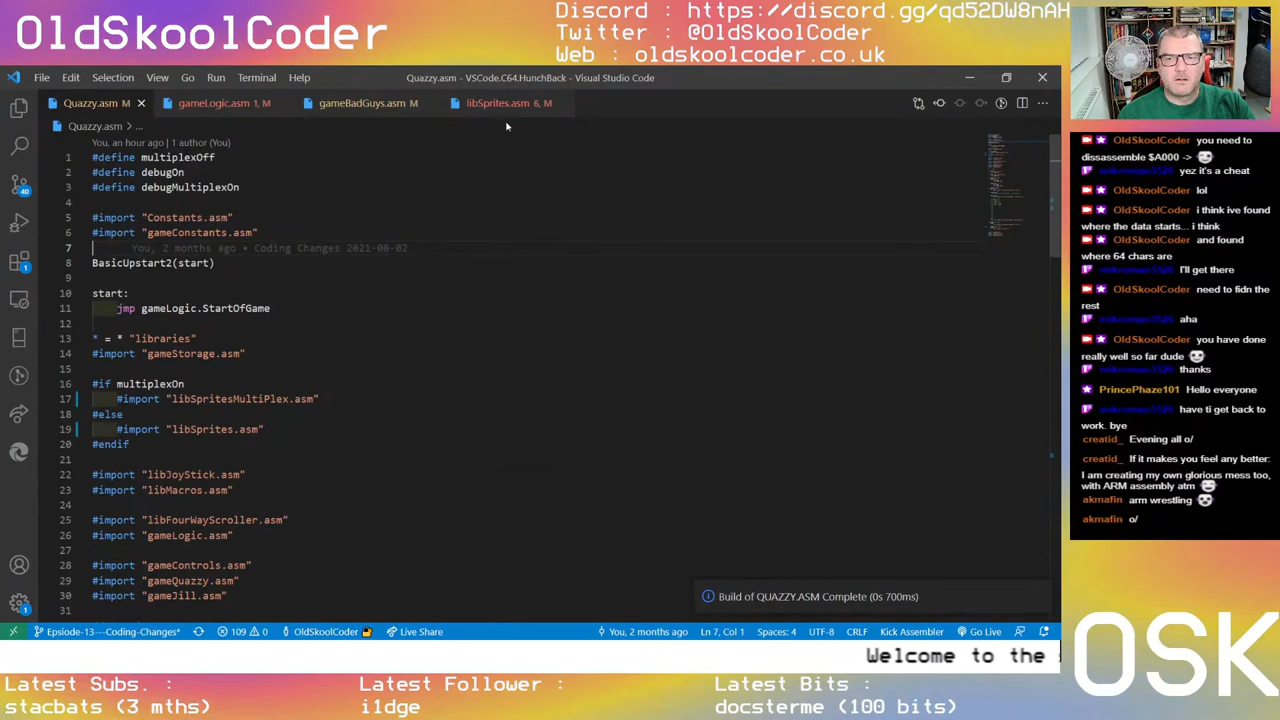 OldSkoolCoder
Discord : https://discord.gg/qd52DW8nAH
Twitter : @OldSkoolCoder
Web : oldskoolcoder.co.uk
File Edit Selection View Go Run Terminal Help
Quazzy.asm - VSCode.C64.HunchBack - Visual Studio Code
Quazzy.asm M
gameLogic.asm 1, M
gameBadGuys.asm M
libSprites.asm 6, M
Quazzy.asm > ...
You, an hour ago | 1 author (You)
1 #define multiplexOff
2 #define debugOn
3 #define debugMultiplexOn
4
5 #import "Constants.asm"
6 #import "gameConstants.asm"
7 You, 2 months ago • Coding Changes 2021-08-02
8 BasicUpstart2(start)
9
10 start:
11 jmp gameLogic.StartOfGame
12
13 * = * "libraries"
14 #import "gameStorage.asm"
15
16 #if multiplexOn
17 #import "libSpritesMultiPlex.asm"
18 #else
19 #import "libSprites.asm"
20 #endif
21
22 #import "libJoyStick.asm"
23 #import "libMacros.asm"
24
25 #import "libFourWayScroller.asm"
26 #import "gameLogic.asm"
27
28 #import "gameControls.asm"
29 #import "gameQuazzy.asm"
30 #import "gameJill.asm"
31
40
1
1
Build of QUAZZY.ASM Complete (0s 700ms)
Epsiode-13---Coding-Changes* 109 0 OldSkoolCoder Live Share You, 2 months ago Ln 7, Col 1 Spaces: 4 UTF-8 CRLF Kick Assembler Go Live
OldSkoolCoder you need to
dissassemble $A000 ->
yez it's a cheat
OldSkoolCoder lol
OldSkoolCoder i think ive found
where the data starts... i think
OldSkoolCoder and found
where 64 chars are
I'll get there
OldSkoolCoder need to fidn the
rest
aha
OldSkoolCoder you have done
really well so far dude
thanks
PrincePhaze101 Hello everyone
have ti get back to
work. bye
creatid_ Evening all o/
creatid_ If it makes you feel any better:
I am creating my own glorious mess too,
with ARM assembly atm
akmafin arm wrestling
akmafin o/
Welcome to the
OSK
Latest Subs. :
stacbats (3 mths)
Latest Follower :
i1dge
Latest Bits :
docsterme (100 bits)